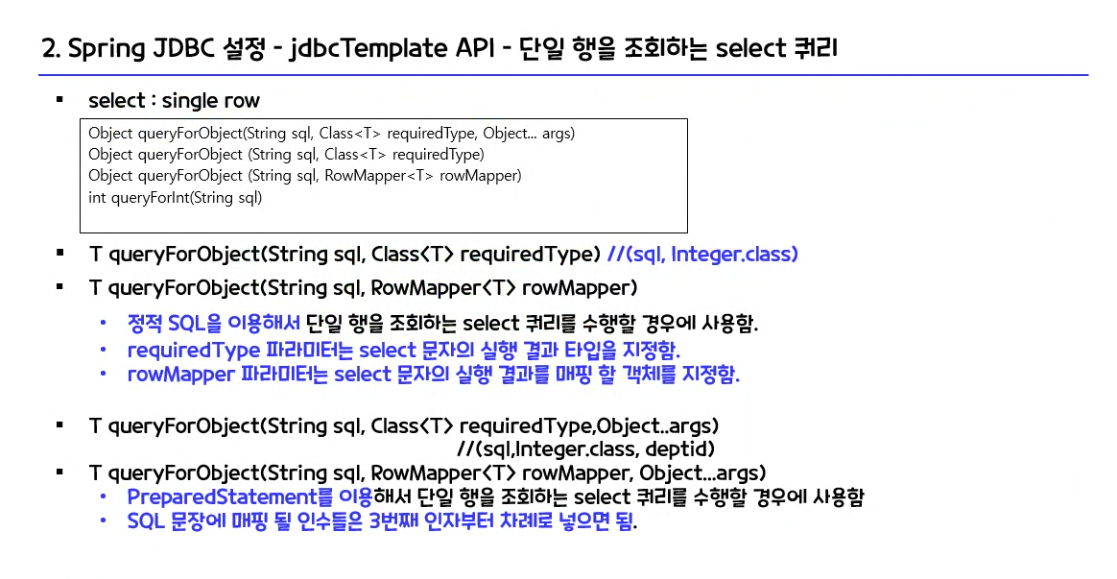 2. Spring JDBC 설정 - jdbcTemplate API - 단일 행을 조회하는 select 쿼리
▪ select : single row
Object queryForObject(String sql, Class<T> requiredType, Object... args)
Object queryForObject (String sql, Class<T> requiredType)
Object queryForObject (String sql, RowMapper<T> rowMapper)
int queryForInt(String sql)
▪ T queryForObject(String sql, Class<T> requiredType) //(sql, Integer.class)
▪ T queryForObject(String sql, RowMapper<T> rowMapper)
• 정적 SQL을 이용해서 단일 행을 조회하는 select 쿼리를 수행할 경우에 사용함.
• requiredType 파라미터는 select 문자의 실행 결과 타입을 지정함.
• rowMapper 파라미터는 select 문자의 실행 결과를 매핑 할 객체를 지정함.
▪ T queryForObject(String sql, Class<T> requiredType,Object..args)
//(sql,Integer.class, deptid)
▪ T queryForObject(String sql, RowMapper<T> rowMapper, Object...args)
• PreparedStatement를 이용해서 단일 행을 조회하는 select 쿼리를 수행할 경우에 사용함
• SQL 문장에 매핑 될 인수들은 3번째 인자부터 차례로 넣으면 됨.